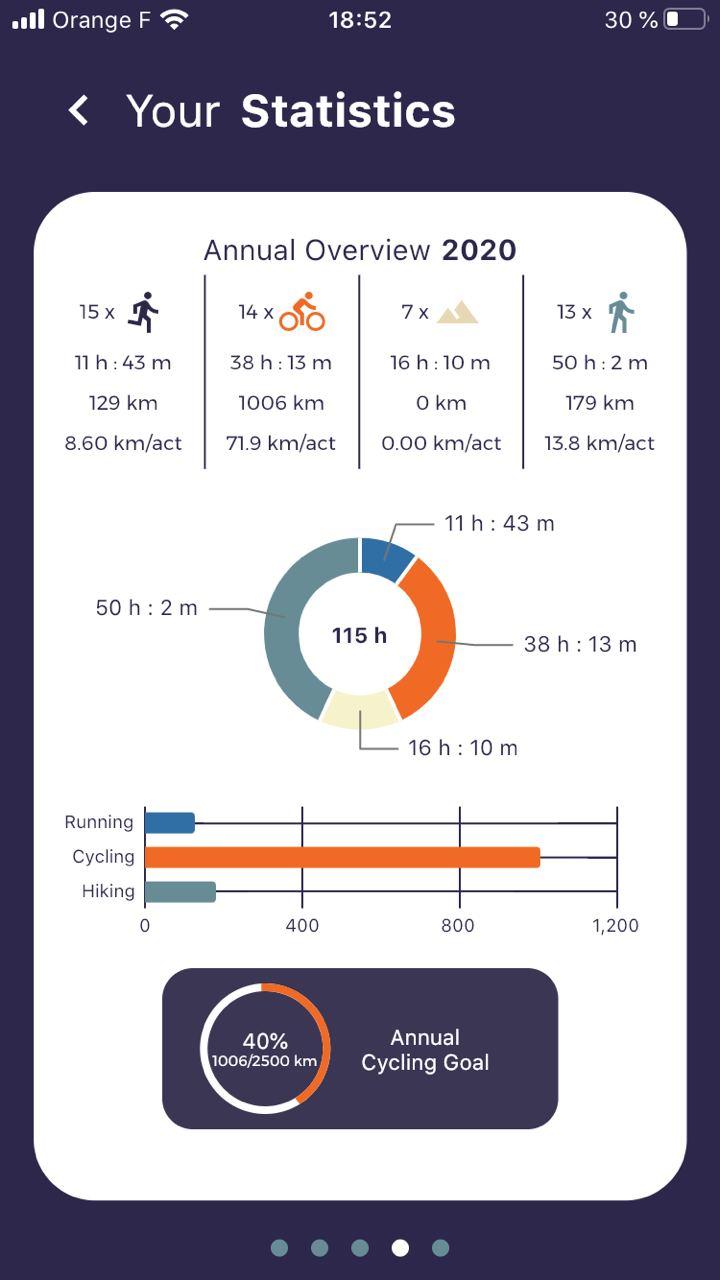 Orange F 18:52 30 %
Your Statistics
Annual Overview 2020
15 x 14 x 7 x 13 x
11 h : 43 m 38 h : 13 m 16 h : 10 m 50 h : 2 m
129 km 1006 km 0 km 179 km
8.60 km/act 71.9 km/act 0.00 km/act 13.8 km/act
11 h : 43 m
50 h : 2 m
115 h
38 h : 13 m
16 h : 10 m
Running
Cycling
Hiking
0 400 800 1,200
40%
1006/2500 km
Annual
Cycling Goal